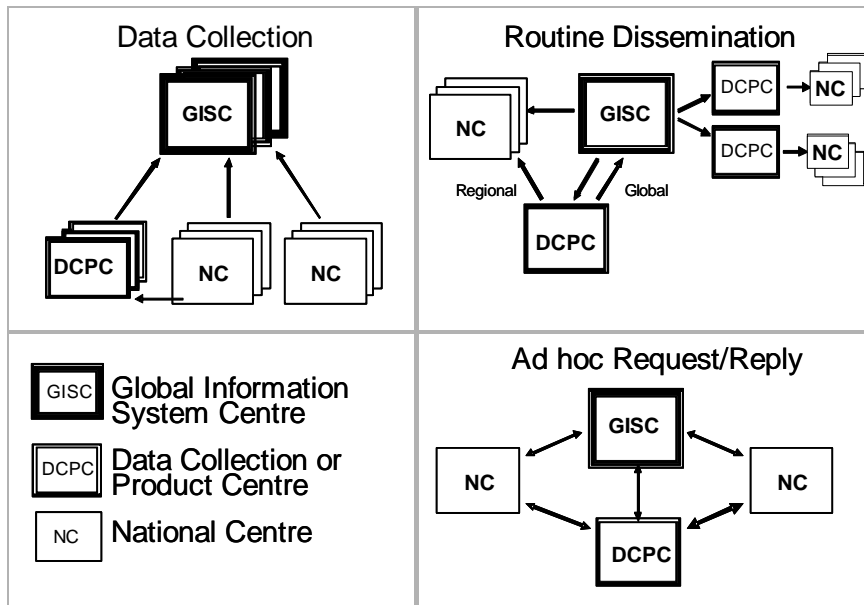 Data Collection
GISC
DCPC
NC
NC
Routine Dissemination
NC
GISC
DCPC
NC
DCPC
NC
Regional
Global
DCPC
GISC
Global Information
System Centre
DCPC
Data Collection or
Product Centre
NC
National Centre
Ad hoc Request/Reply
GISC
NC
NC
DCPC